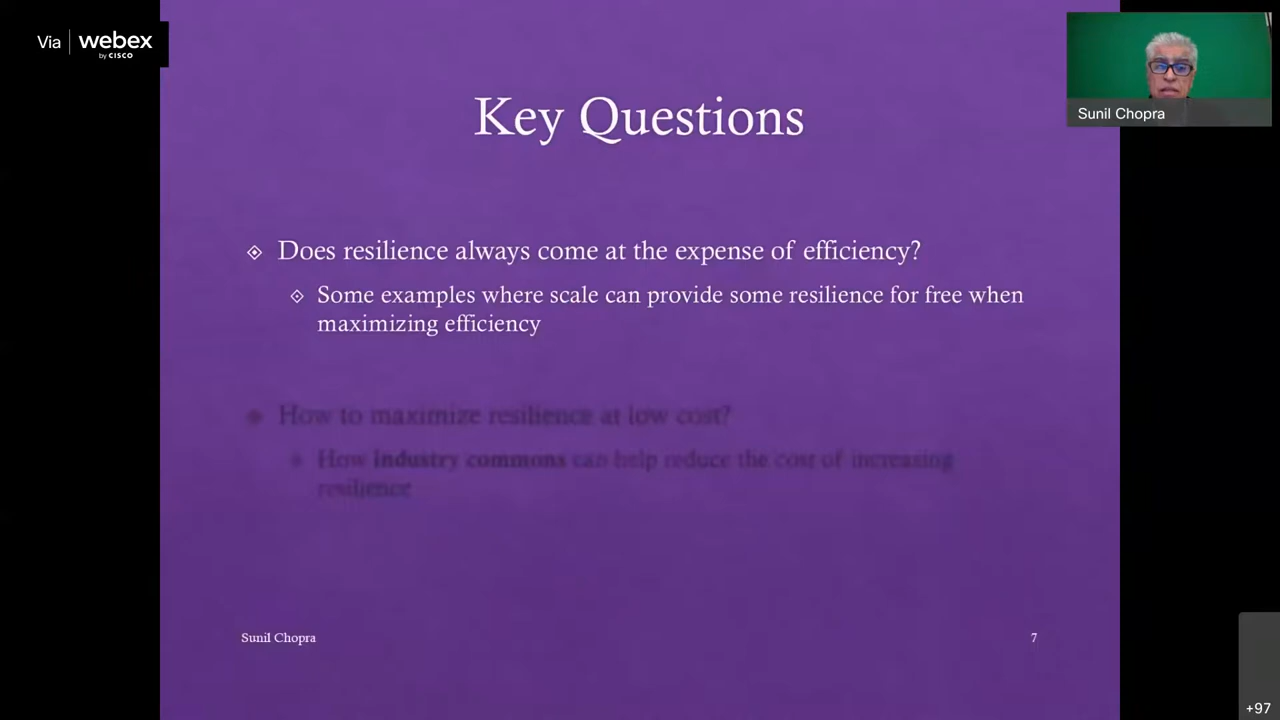 Via webex
by CISCO
Sunil Chopra
Key Questions
Does resilience always come at the expense of efficiency?
Some examples where scale can provide some resilience for free when
maximizing efficiency
How to maximize resilience at low cost?
How industry commons can help reduce the cost of increasing
resilience
Sunil Chopra
7
+97